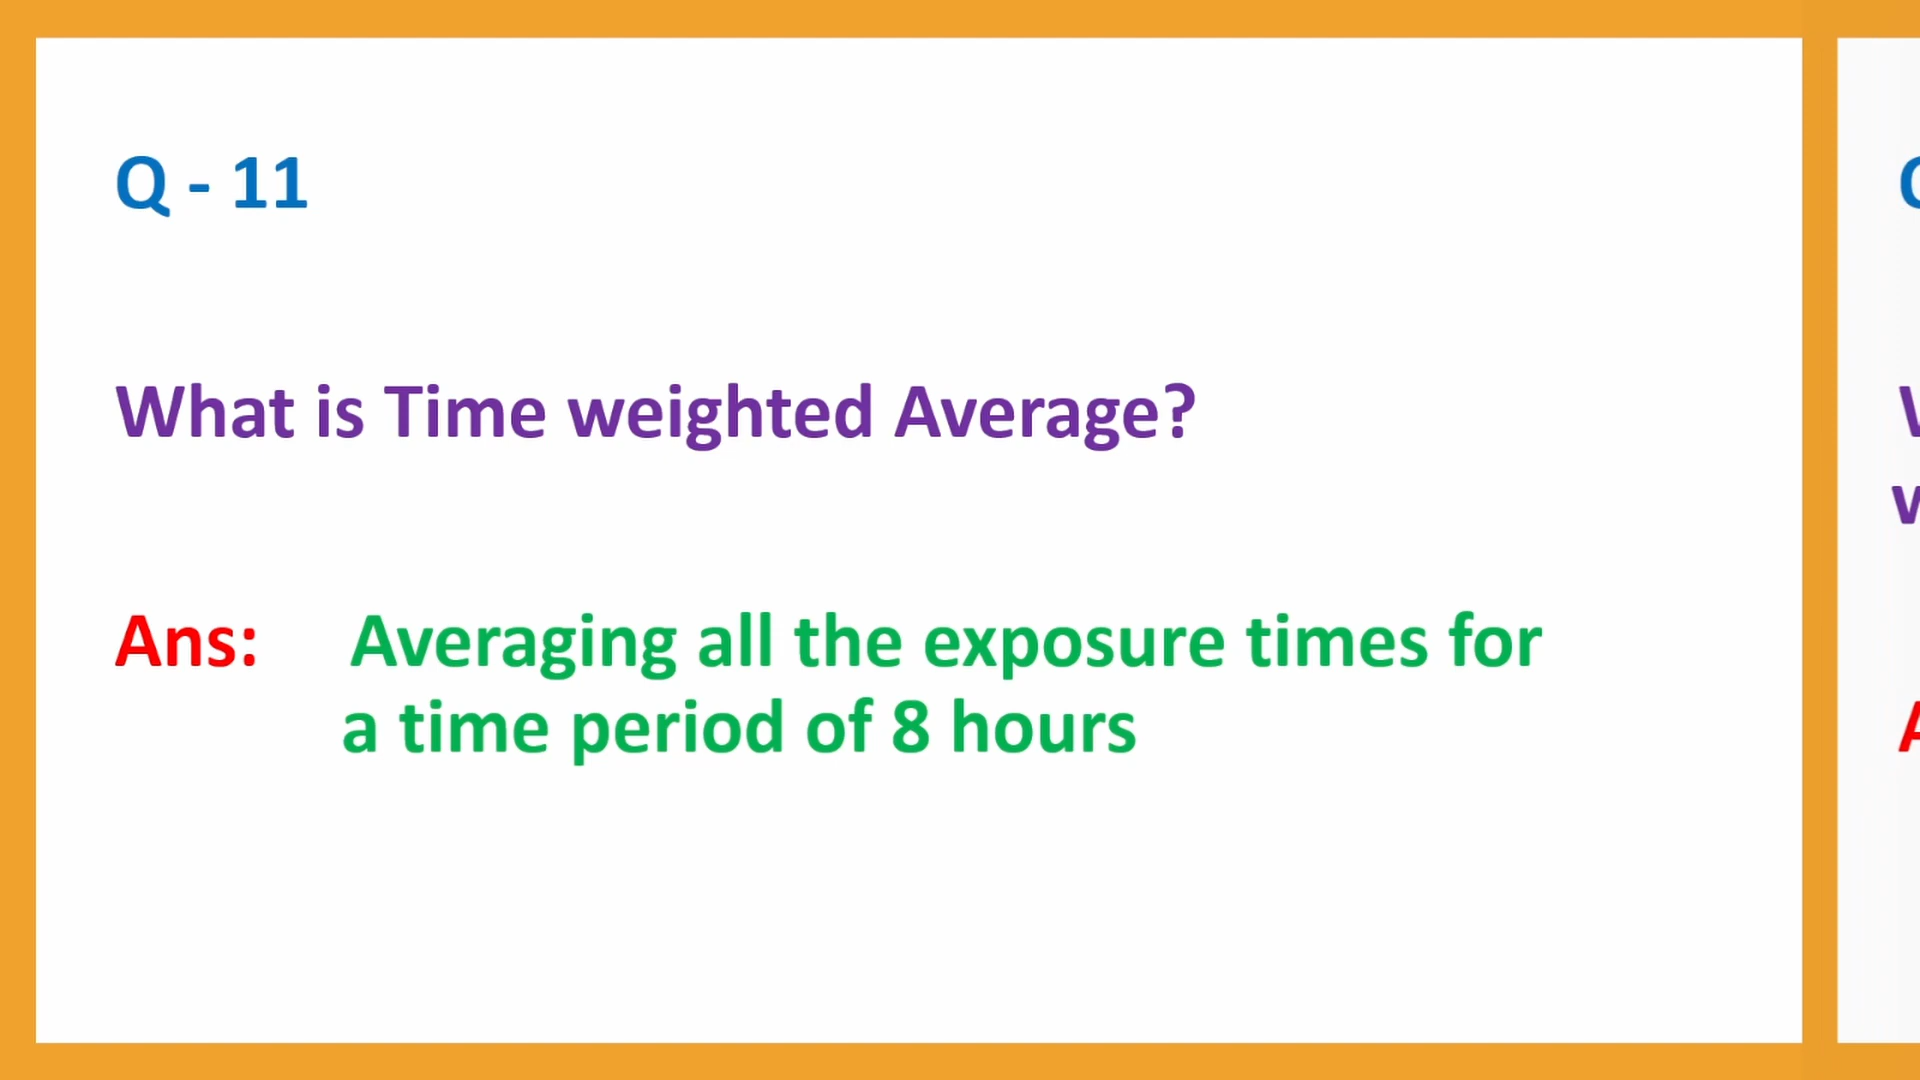 Q - 11
What is Time weighted Average?
Ans: Averaging all the exposure times for
a time period of 8 hours